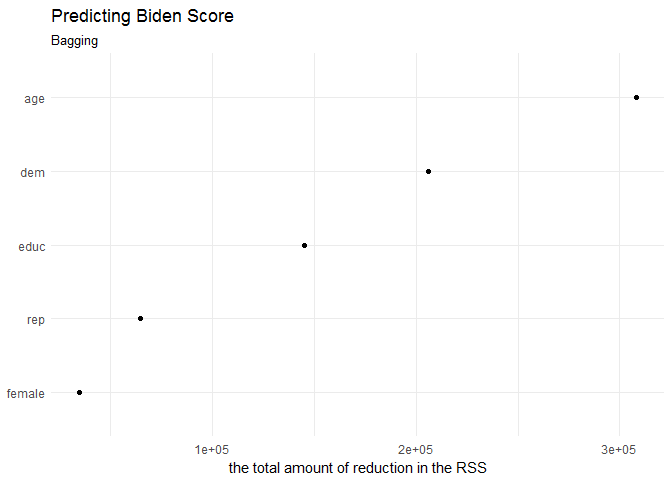 Predicting Biden Score
Bagging
age
dem
educ
rep
female
1e+05 2e+05 3e+05
the total amount of reduction in the RSS